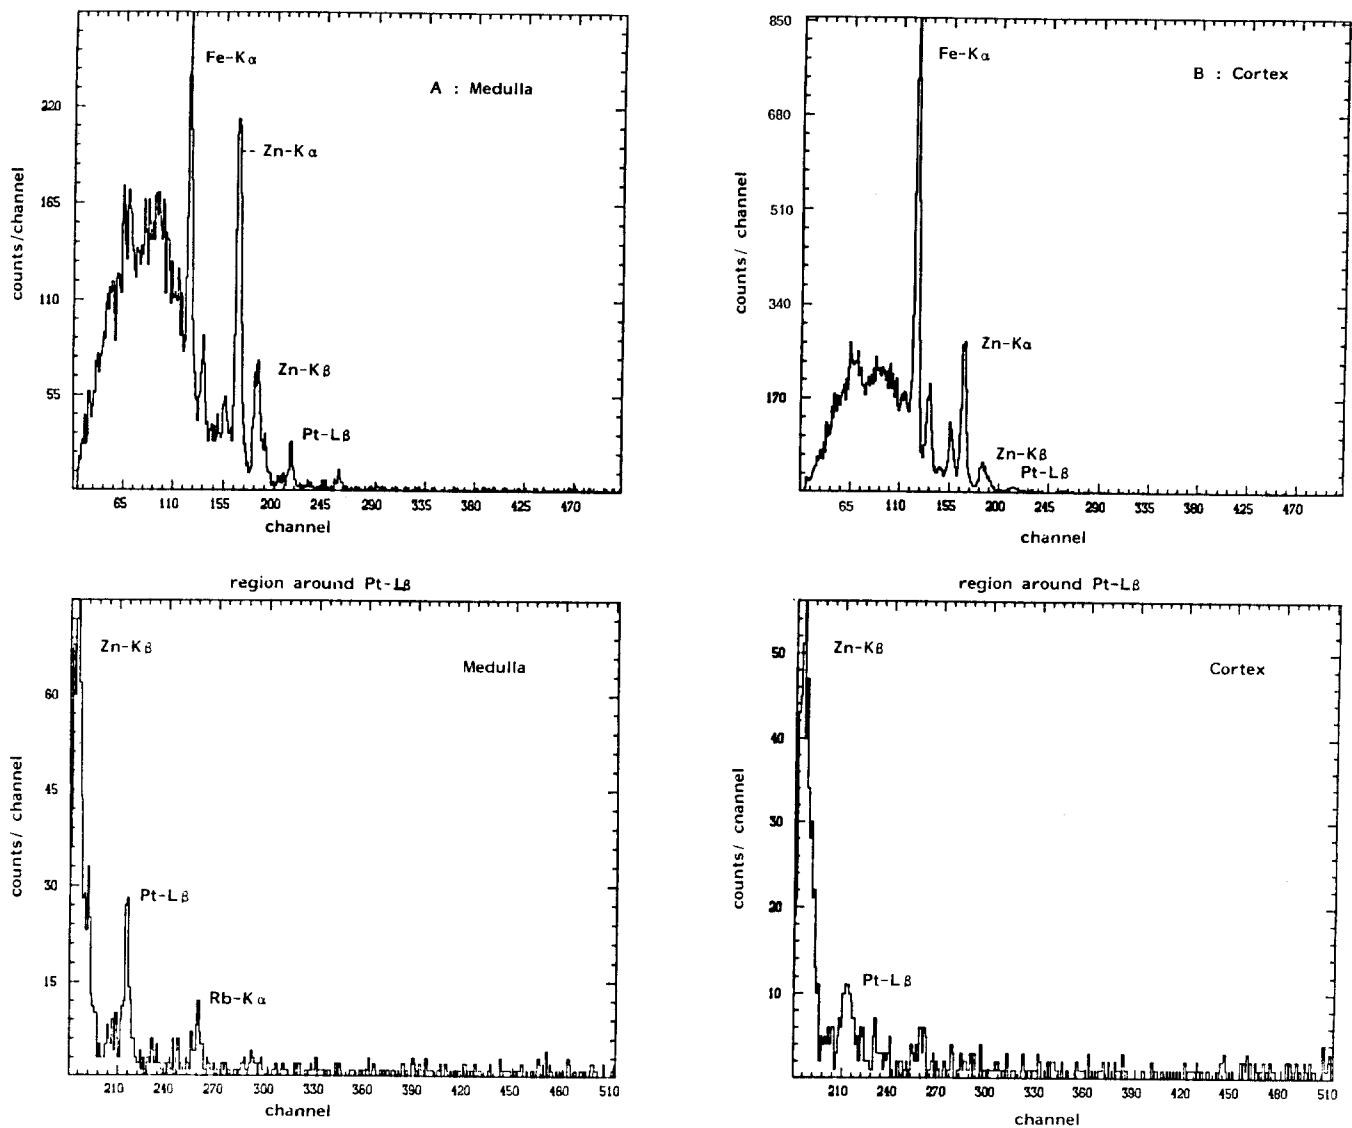 Fe-Kα
A : Medulla
Zn-Kα
Zn-Kβ
Pt-Lβ
220
165
110
55
counts/channel
65 110 155 200 245 290 335 380 425 470
channel
850
680
510
340
170
Fe-Kα
B : Cortex
Zn-Kα
Zn-Kβ
Pt-Lβ
counts/ channel
65 110 155 200 245 290 335 380 425 470
channel
region around Pt-Lβ
Zn-Kβ
Medulla
60
45
30
15
Pt-Lβ
Rb-Kα
counts/ channel
210 240 260 300 330 360 390 420 450 480 510
channel
region around Pt-Lβ
Zn-Kβ
Cortex
50
40
30
20
10
Pt-Lβ
counts/ cnannel
210 240 270 300 330 360 390 420 450 480 510
channel